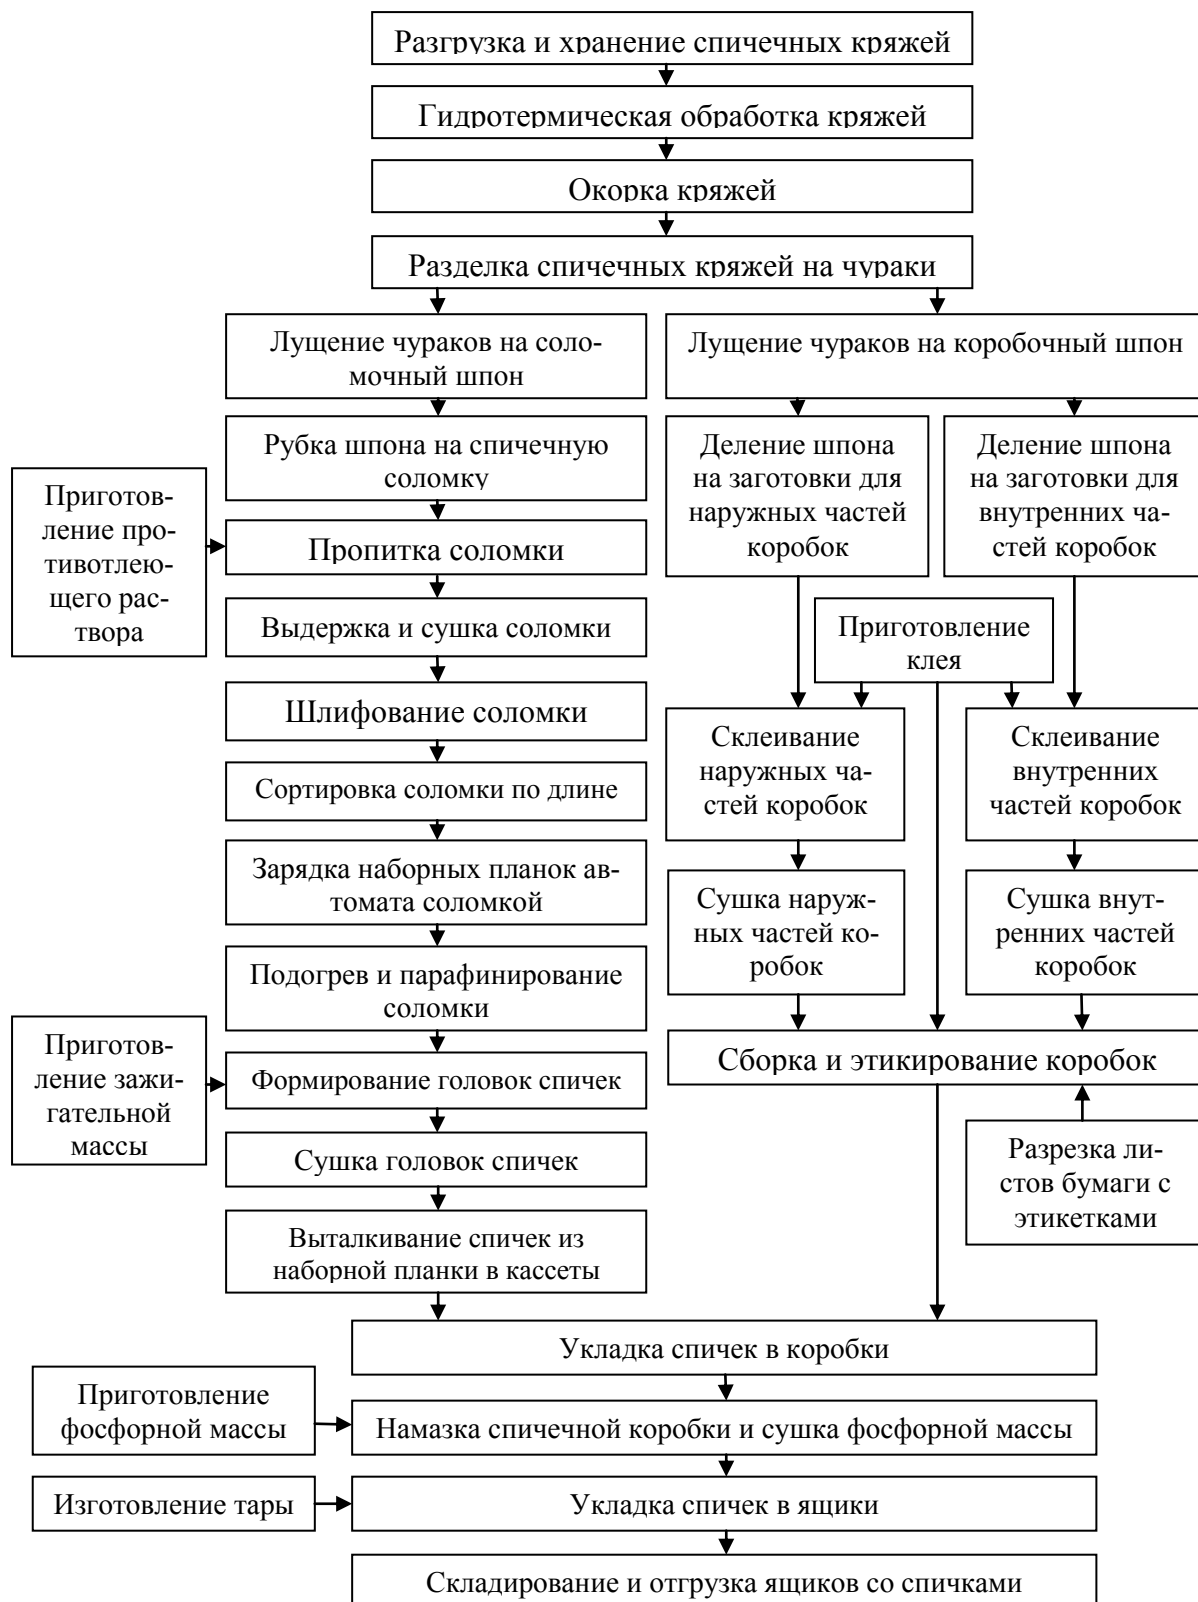 Разгрузка и хранение спичечных кряжей
Гидротермическая обработка кряжей
Окорка кряжей
Разделка спичечных кряжей на чураки
Лущение чураков на соло-
мочный шпон
Лущение чураков на коробочный шпон
Рубка шпона на спичечную
соломку
Деление шпона
на заготовки для
наружных частей
коробок
Деление шпона
на заготовки для
внутренних ча-
стей коробок
Приготов-
ление про-
тивотлею-
щего рас-
твора
Пропитка соломки
Выдержка и сушка соломки
Приготовление
клея
Шлифование соломки
Склеивание
наружных ча-
стей коробок
Склеивание
внутренних
частей коробок
Сортировка соломки по длине
Зарядка наборных планок ав-
томата соломкой
Сушка наруж-
ных частей ко-
робок
Сушка внут-
ренних частей
коробок
Подогрев и парафинирование
соломки
Приготов-
ление зажи-
гательной
массы
Формирование головок спичек
Сборка и этикирование коробок
Сушка головок спичек
Разрезка ли-
стов бумаги с
этикетками
Выталкивание спичек из
наборной планки в кассеты
Укладка спичек в коробки
Приготовление
фосфорной массы
Намазка спичечной коробки и сушка фосфорной массы
Изготовление тары
Укладка спичек в ящики
Складирование и отгрузка ящиков со спичками